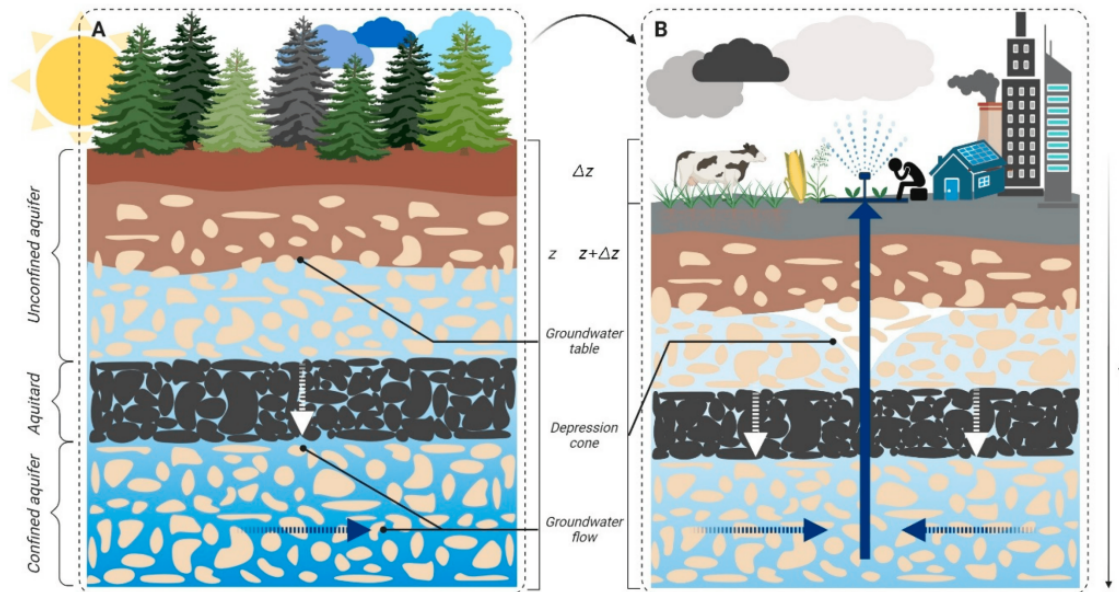 A
B
Δz
z
z+Δz
Unconfined aquifer
Aquitard
Confined aquifer
Groundwater
table
Depression
cone
Groundwater
flow